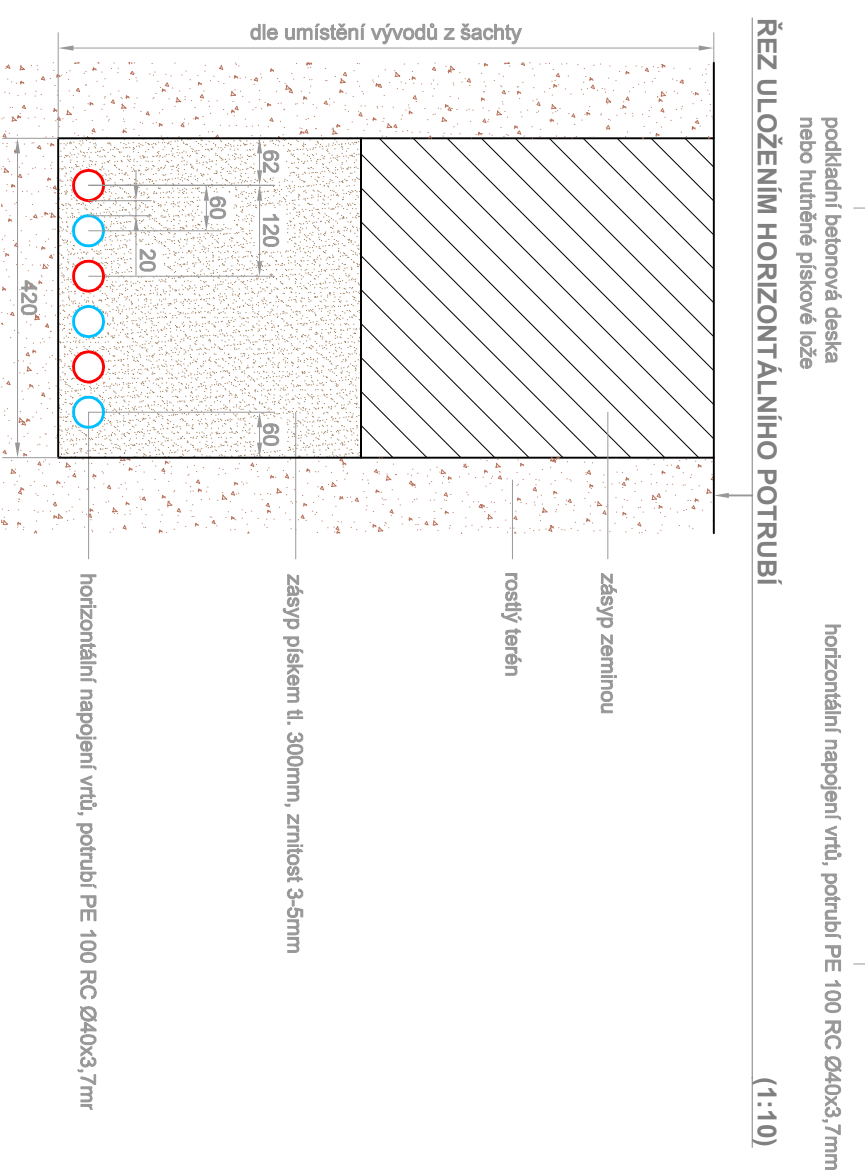 podkladní betonová deska
nebo hutněné pískové lože
horizontální napojení vrtů, potrubí PE 100 RC Ø40x3,7mm
ŘEZ ULOŽENÍM HORIZONTÁLNÍHO POTRUBÍ
(1:10)
dle umístění vývodů z šachty
zásyp zeminou
rostlý terén
zásyp pískem tl. 300mm, zrnitost 3-5mm
horizontální napojení vrtů, potrubí PE 100 RC Ø40x3,7mr
62
120
60
60
20
420